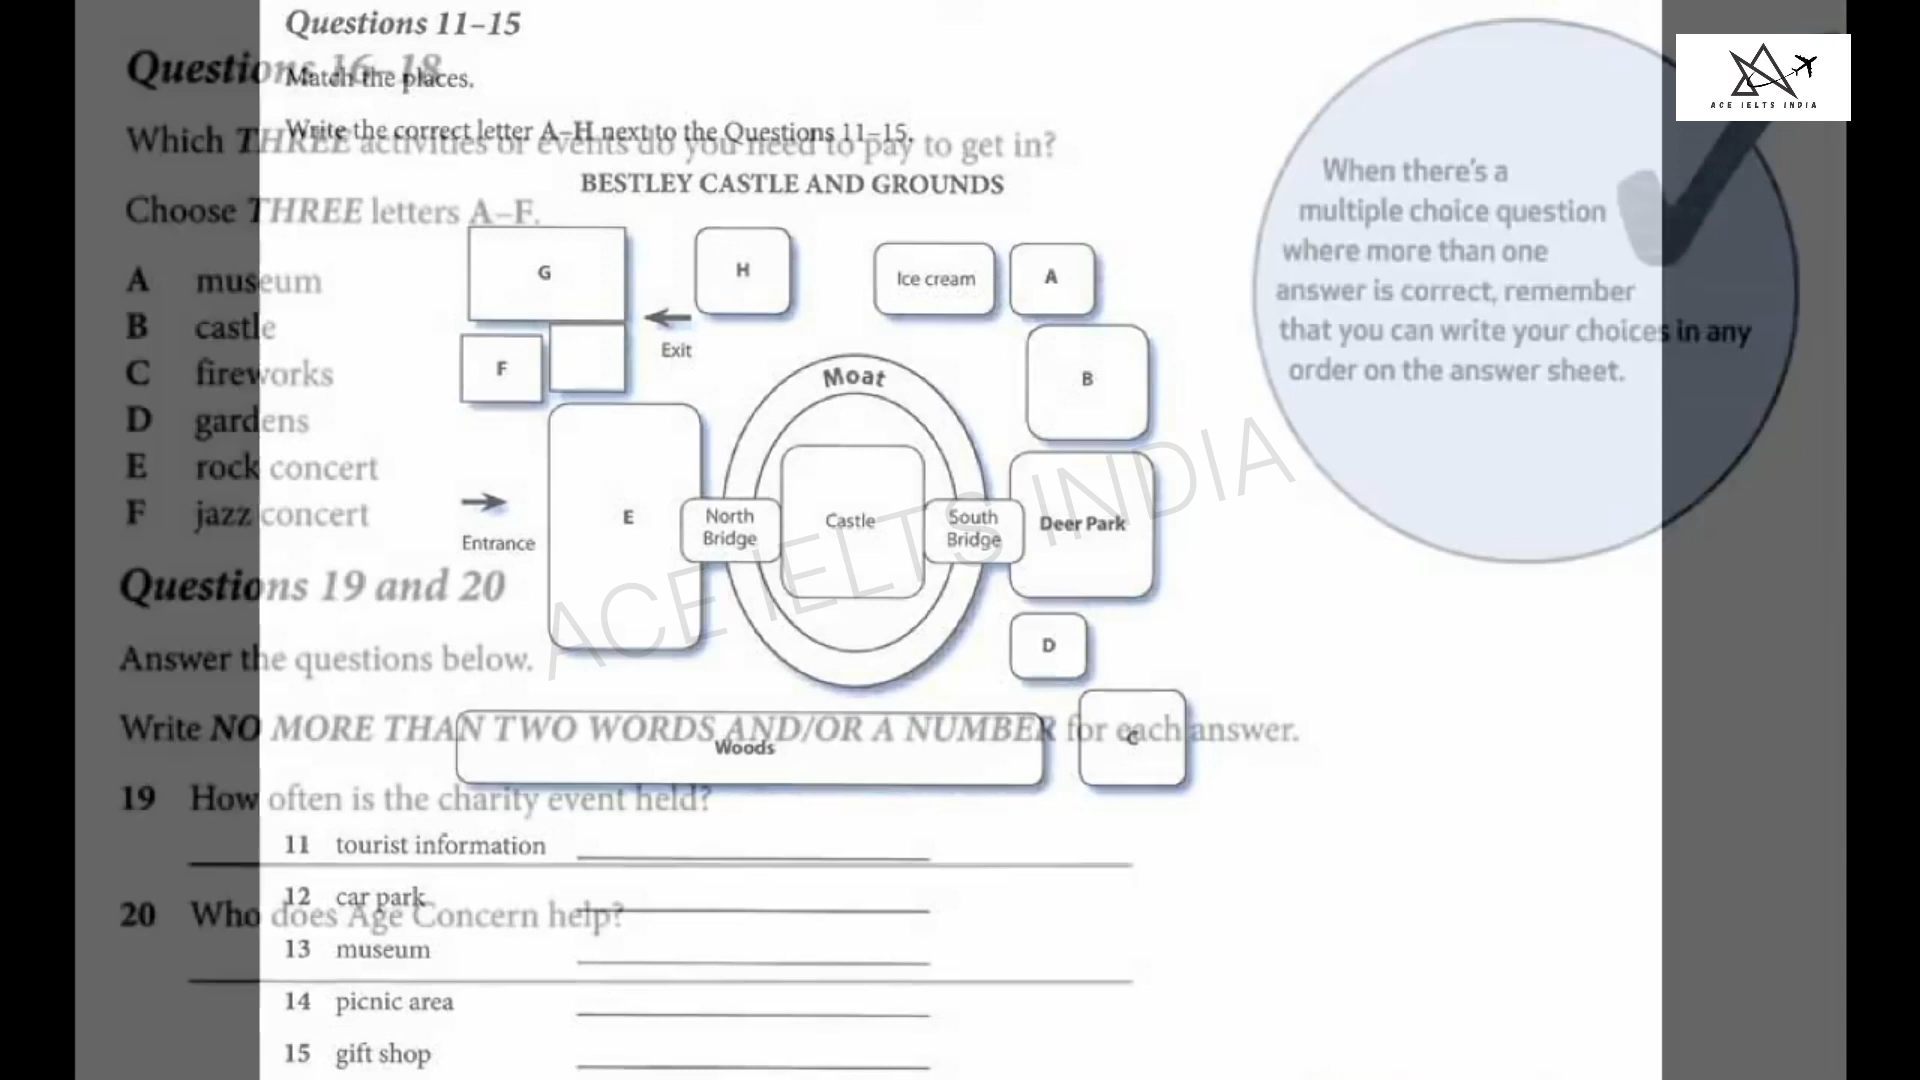 Questions 11–15
Match the places.
Write the correct letter A–H next to the Questions 11–15.
BESTLEY CASTLE AND GROUNDS
G
H
Ice cream
A
Exit
F
B
Moat
E
North
Bridge
Castle
South
Bridge
Deer Park
Entrance
D
Woods
C
11 tourist information
12 car park
13 museum
14 picnic area
15 gift shop
Questions 16–18
Which THREE activities or events do you need to pay to get in?
Choose THREE letters A–F.
A museum
B castle
C fireworks
D gardens
E rock concert
F jazz concert
Questions 19 and 20
Answer the questions below.
Write NO MORE THAN TWO WORDS AND/OR A NUMBER for each answer.
19 How often is the charity event held?
20 Who does Age Concern help?
When there's a
multiple choice question
where more than one
answer is correct, remember
that you can write your choices in any
order on the answer sheet.
ACE IELTS INDIA
ACE IELTS INDIA